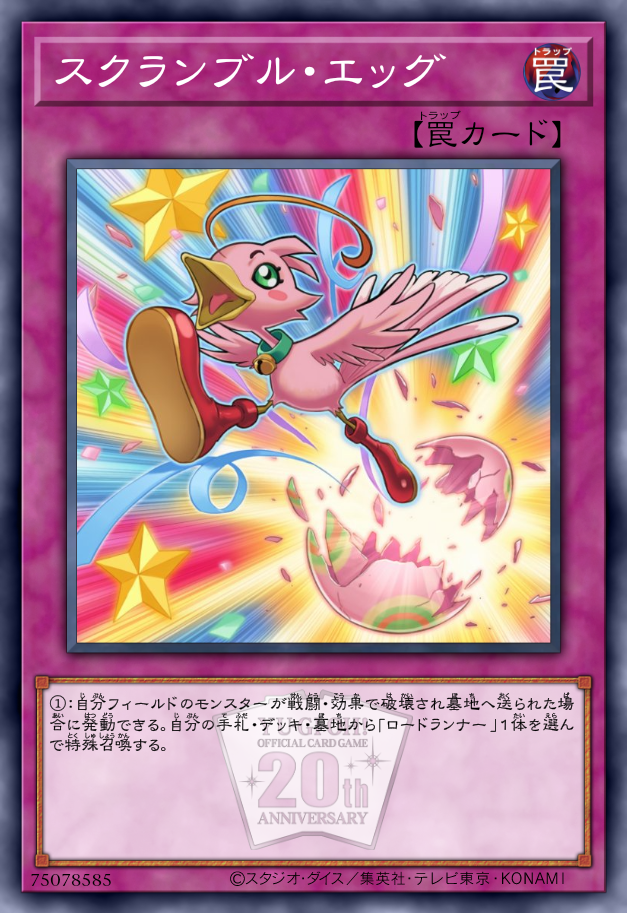 スクランブル・エッグ
トラップ
罠
トラップ
【罠カード】
①:自分フィールドのモンスターが戦闘・効果で破壊され墓地へ送られた場
合に発動できる。自分の手札・デッキ・墓地から「ロードランナー」1体を選ん
で特殊召喚する。
YU-GI-OH!
OFFICIAL CARD GAME
20th
ANNIVERSARY
75078585
©スタジオ・ダイス/集英社・テレビ東京・KONAMI